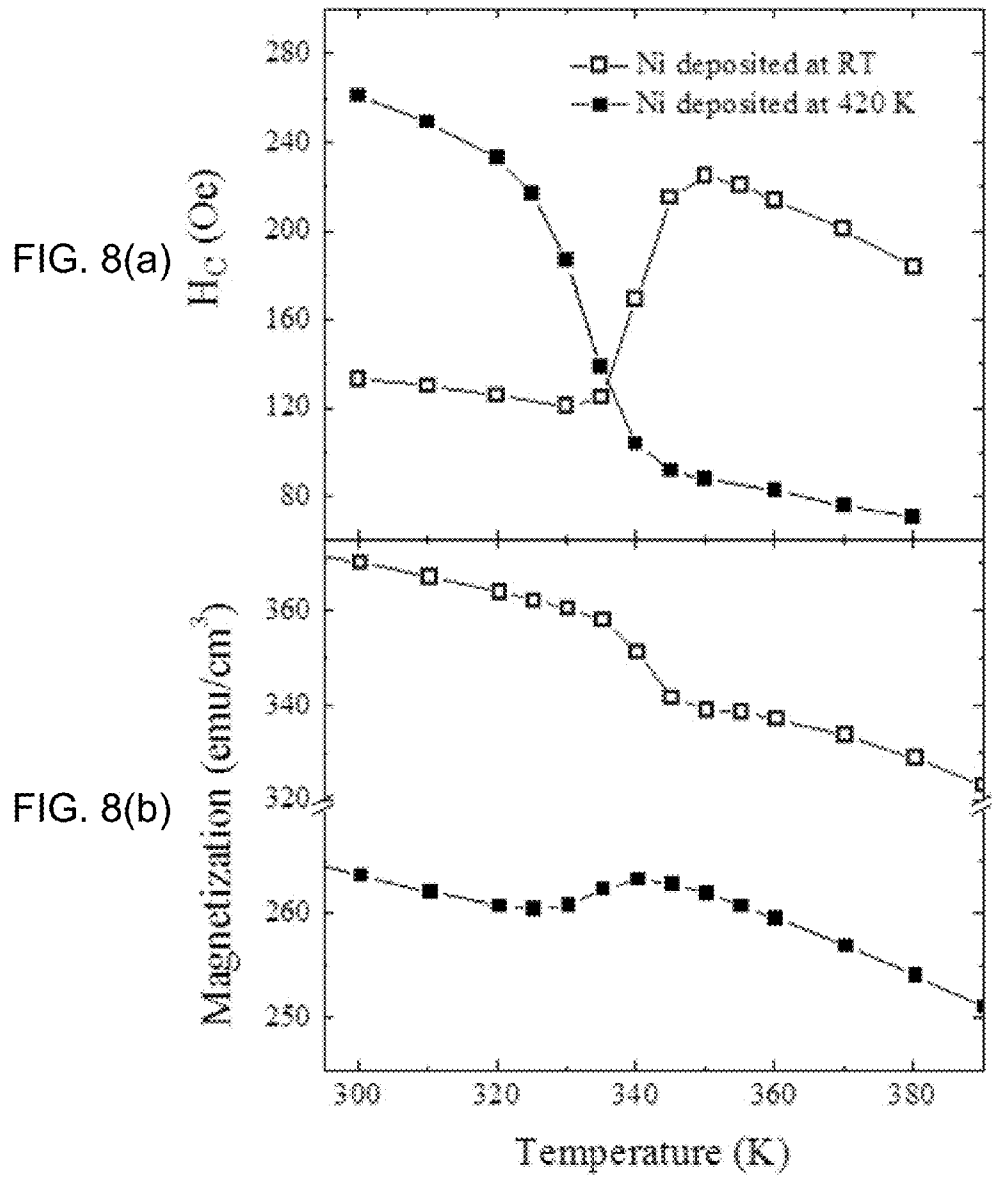 280
Ni deposited at RT
Ni deposited at 420 K
240
200
160
120
80
H_C (Oe)
FIG. 8(a)
360
340
320
260
250
Magnetization (emu/cm³)
FIG. 8(b)
300 320 340 360 380
Temperature (K)